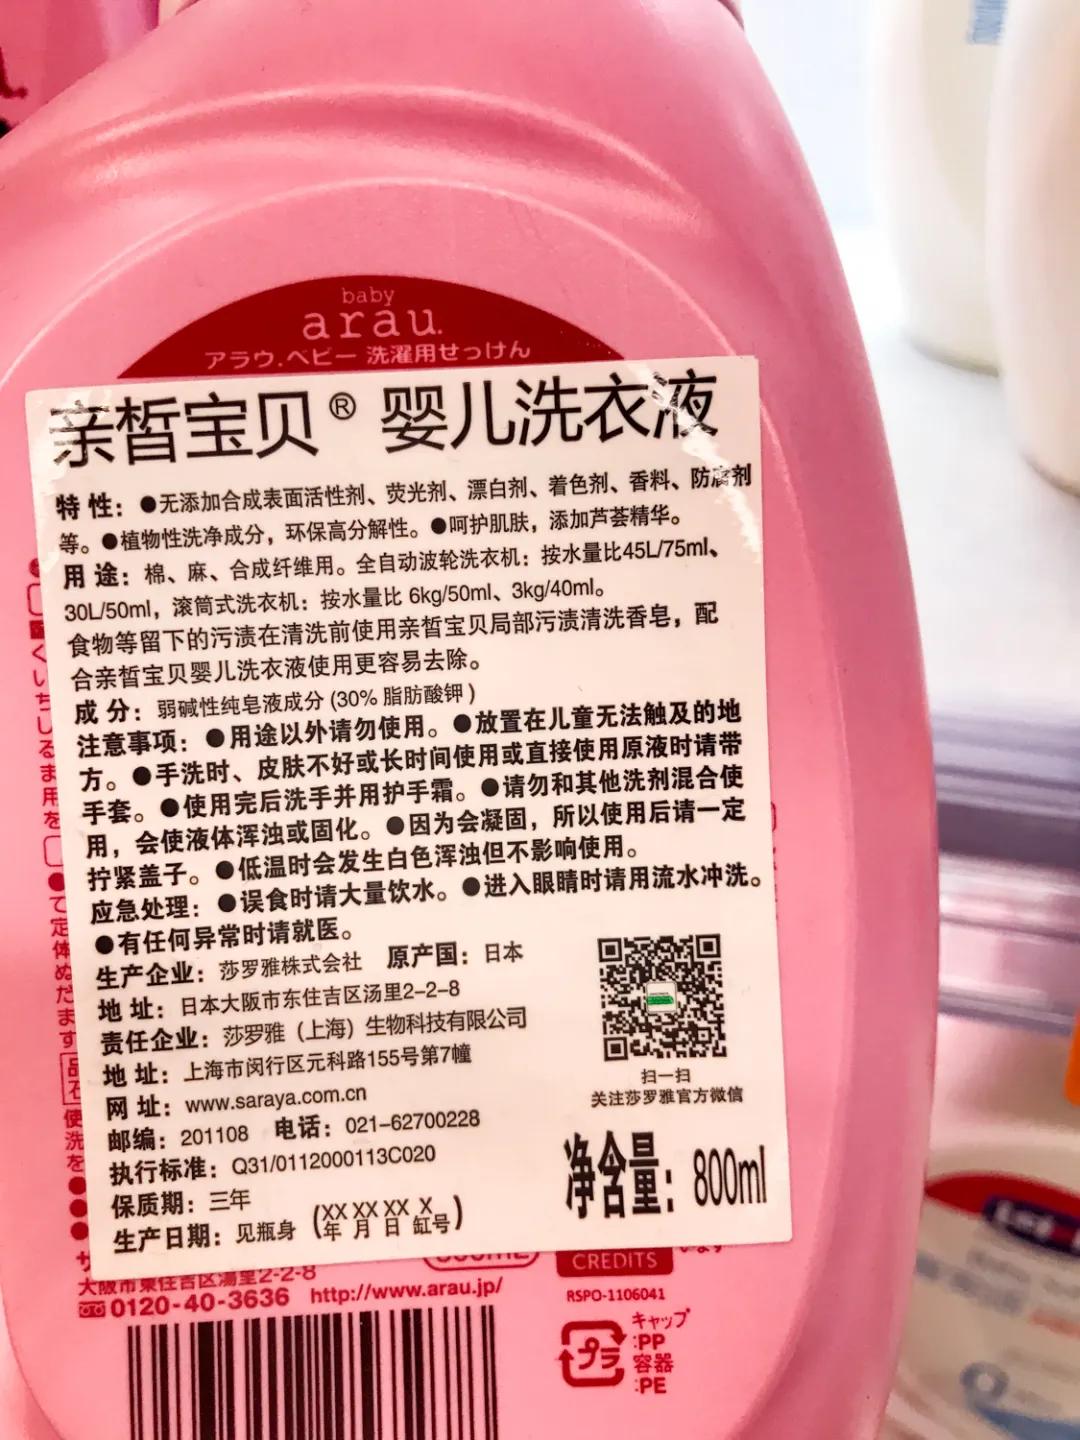 baby
arau.
アラウ.ベビー 洗濯用せっけん
亲皙宝贝® 婴儿洗衣液
特 性：●无添加合成表面活性剂、荧光剂、漂白剂、着色剂、香料、防腐剂
等。●植物性洗净成分，环保高分解性。●呵护肌肤，添加芦荟精华。
用 途：棉、麻、合成纤维用。全自动波轮洗衣机：按水量比45L/75ml、
30L/50ml，滚筒式洗衣机：按水量比 6kg/50ml、3kg/40ml。
食物等留下的污渍在清洗前使用亲皙宝贝局部污渍清洗香皂，配
合亲皙宝贝婴儿洗衣液使用更容易去除。
成 分：弱碱性纯皂液成分 (30% 脂肪酸钾 )
注意事项：●用途以外请勿使用。●放置在儿童无法触及的地
方。●手洗时、皮肤不好或长时间使用或直接使用原液时请带
手套。●使用完后洗手并用护手霜。●请勿和其他洗剂混合使
用，会使液体浑浊或固化。●因为会凝固，所以使用后请一定
拧紧盖子。●低温时会发生白色浑浊但不影响使用。
应急处理：●误食时请大量饮水。●进入眼睛时请用流水冲洗。
●有任何异常时请就医。
生产企业：莎罗雅株式会社 原产国：日本
地 址：日本大阪市东住吉区汤里2-2-8
责任企业：莎罗雅（上海）生物科技有限公司
地 址：上海市闵行区元科路155号第7幢
网 址：www.saraya.com.cn
邮编：201108 电话：021-62700228
执行标准：Q31/0112000113C020
保质期：三年
生产日期：见瓶身 (XX XX XX X
年 月 日 缸号)
扫一扫
关注莎罗雅官方微信
净含量：800ml
CREDITS
RSPO-1106041
大阪市東住吉区湯里2-2-8
0120-40-3636 http://www.arau.jp/
プラ
キャップ
:PP
容器
:PE